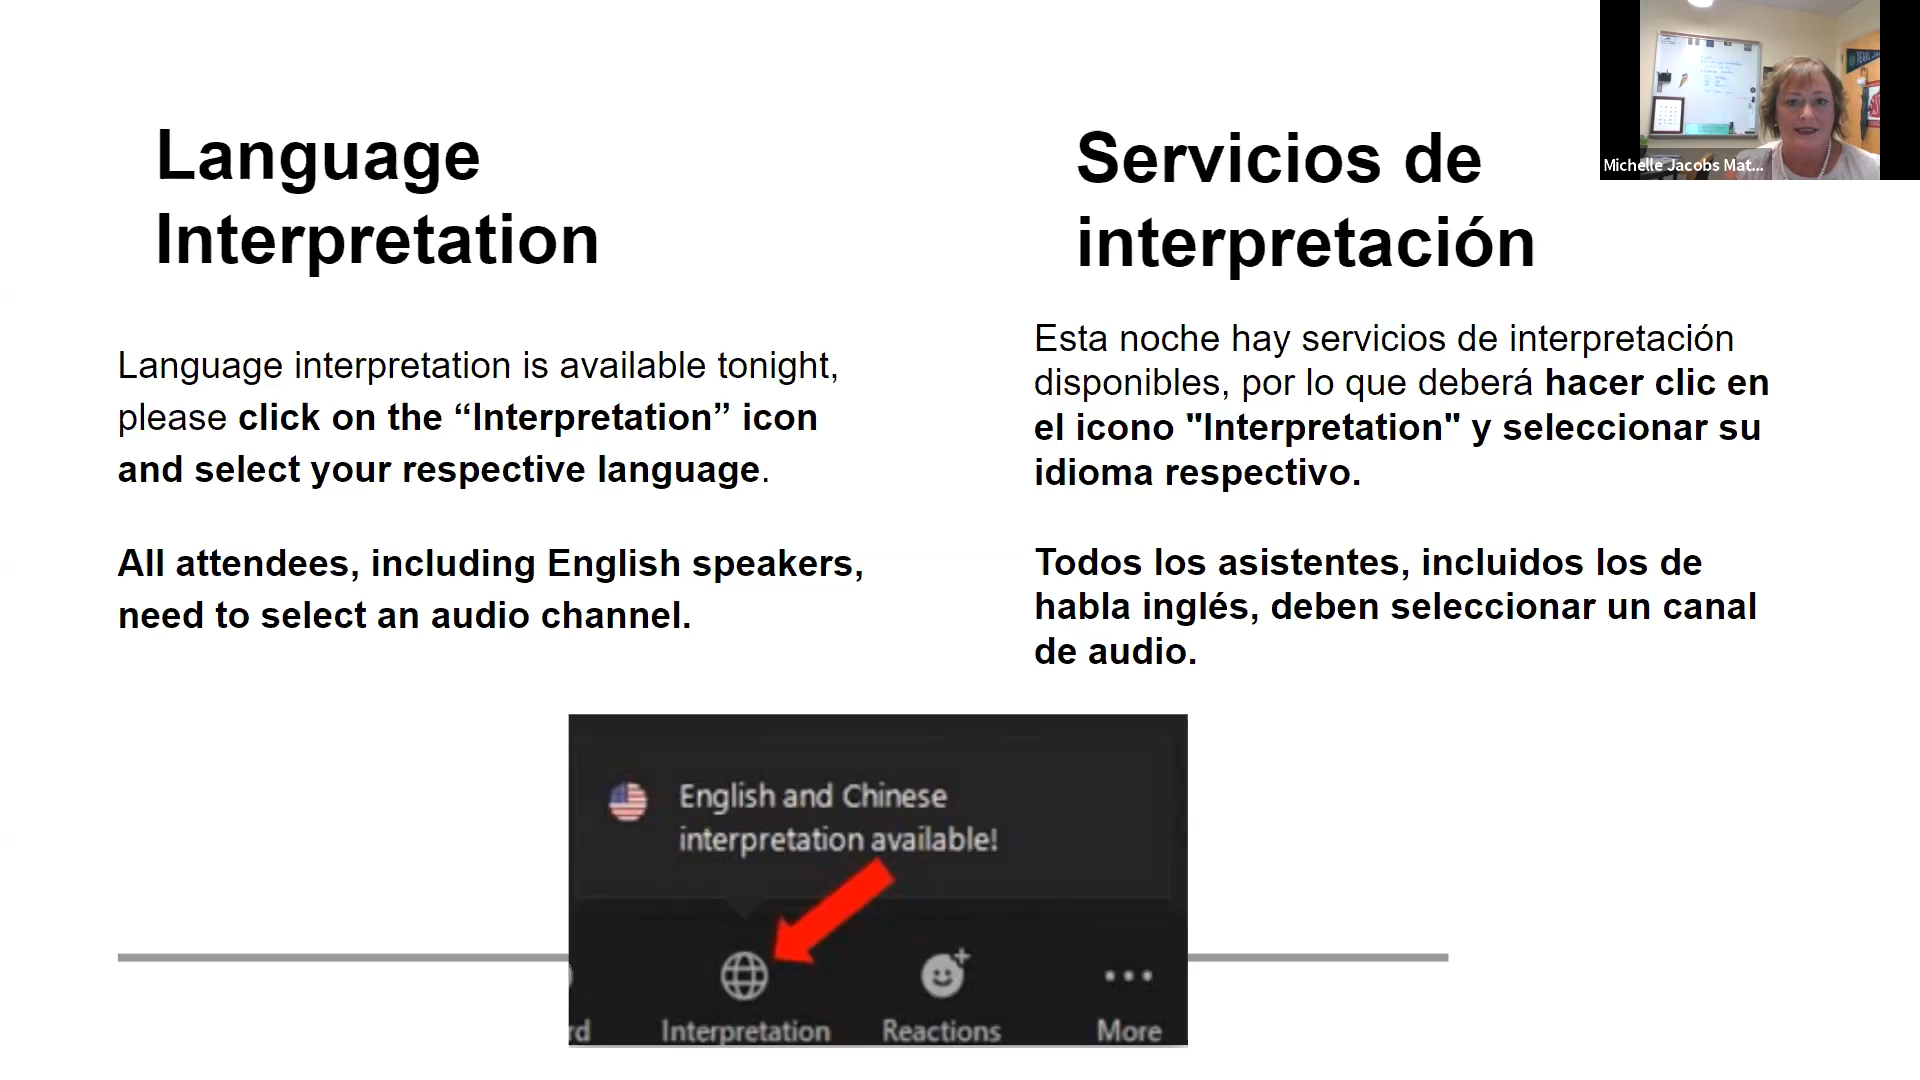 Language
Interpretation
Language interpretation is available tonight,
please click on the “Interpretation” icon
and select your respective language.
All attendees, including English speakers,
need to select an audio channel.
Servicios de
interpretación
Esta noche hay servicios de interpretación
disponibles, por lo que deberá hacer clic en
el icono "Interpretation" y seleccionar su
idioma respectivo.
Todos los asistentes, incluidos los de
habla inglés, deben seleccionar un canal
de audio.
English and Chinese
interpretation available!
rd
Interpretation
Reactions
More
Michelle Jacobs Mat...